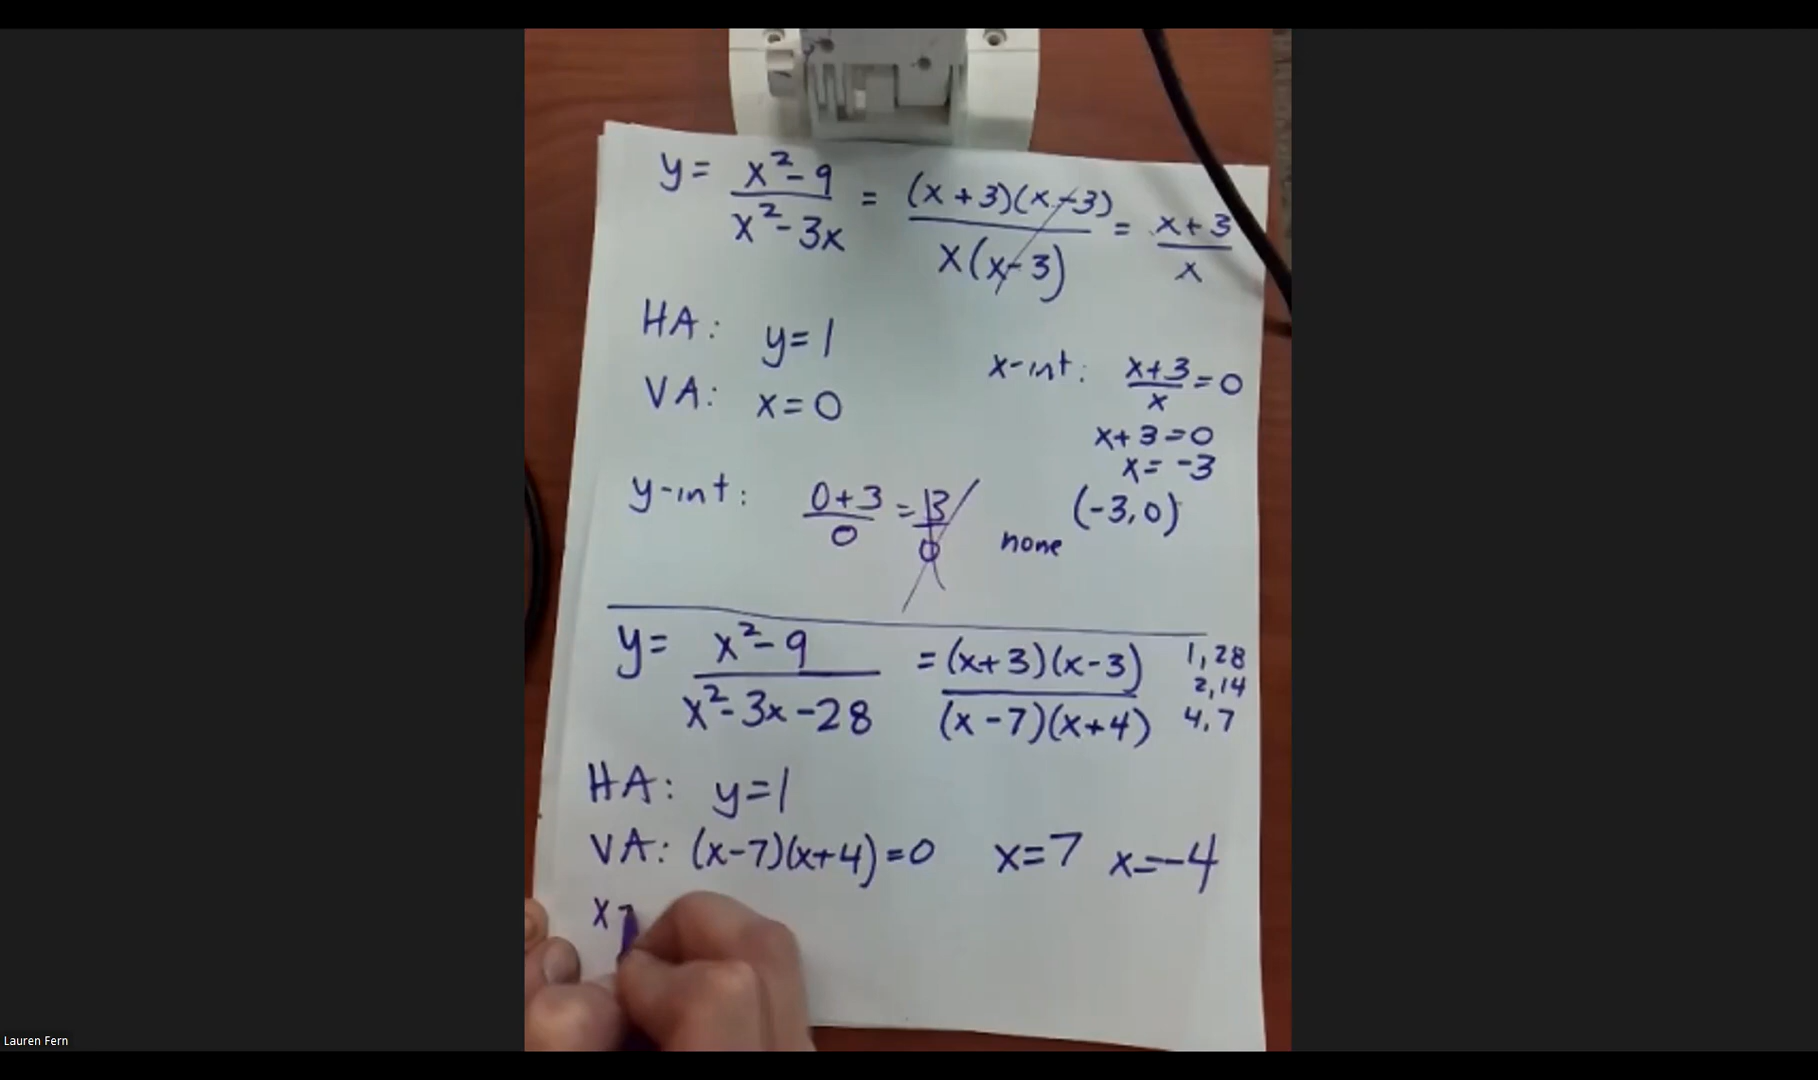 y = x²-9 / x²-3x = (x+3)(x-3) / x(x-3) = x+3 / x
HA: y=1
x-int: x+3 / x = 0
VA: x=0
x+3=0
x=-3
y-int: 0+3 / 0 = 3 / 0 none
(-3,0)
y = x²-9 / x²-3x-28 = (x+3)(x-3) / (x-7)(x+4)
1,28
2,14
4,7
HA: y=1
VA: (x-7)(x+4)=0 x=7 x=-4
x-
Lauren Fern